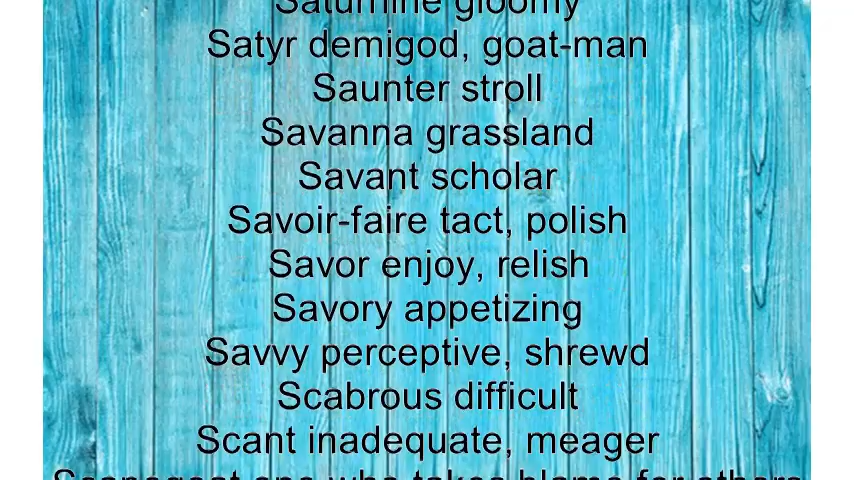 Saturnine gloomy
Satyr demigod, goat-man
Saunter stroll
Savanna grassland
Savant scholar
Savoir-faire tact, polish
Savor enjoy, relish
Savory appetizing
Savvy perceptive, shrewd
Scabrous difficult
Scant inadequate, meager
Scapegoat one who takes blame for others